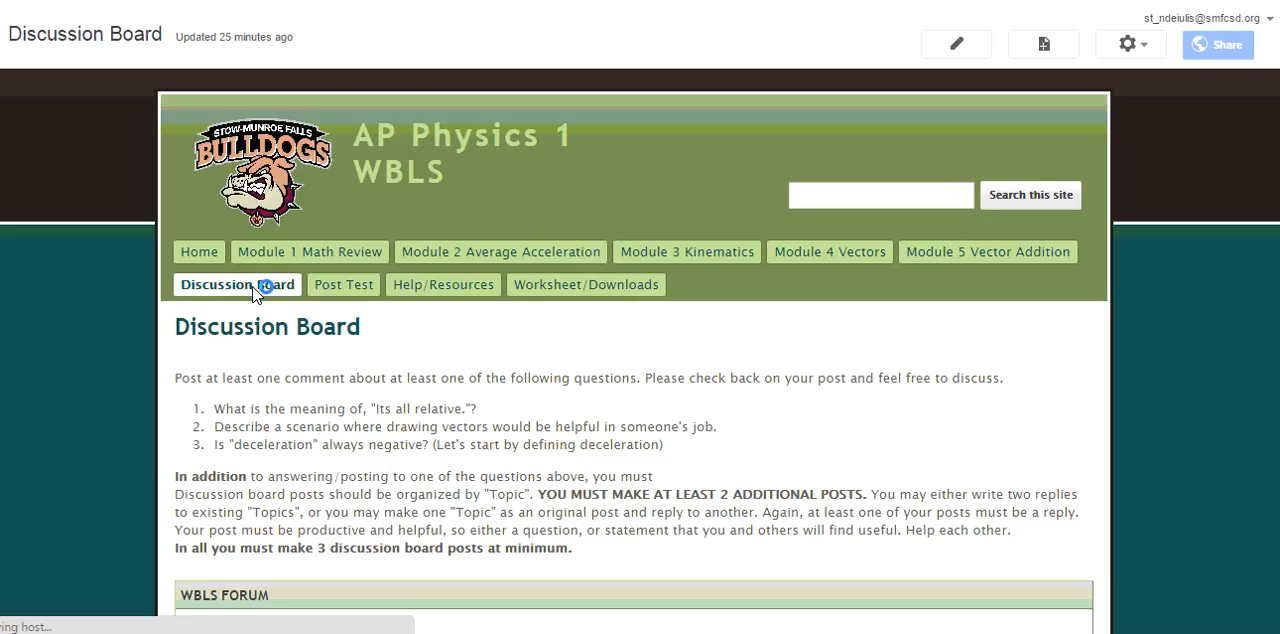 Discussion Board Updated 25 minutes ago
st_ndeiulis@smfcsd.org
Share
STOW-MUNROE FALLS
BULLDOGS
AP Physics 1
WBLS
Search this site
Home Module 1 Math Review Module 2 Average Acceleration Module 3 Kinematics Module 4 Vectors Module 5 Vector Addition
Discussion Board Post Test Help/Resources Worksheet/Downloads
Discussion Board
Post at least one comment about at least one of the following questions. Please check back on your post and feel free to discuss.
1. What is the meaning of, "Its all relative."?
2. Describe a scenario where drawing vectors would be helpful in someone's job.
3. Is "deceleration" always negative? (Let's start by defining deceleration)
In addition to answering/posting to one of the questions above, you must
Discussion board posts should be organized by "Topic". YOU MUST MAKE AT LEAST 2 ADDITIONAL POSTS. You may either write two replies
to existing "Topics", or you may make one "Topic" as an original post and reply to another. Again, at least one of your posts must be a reply.
Your post must be productive and helpful, so either a question, or statement that you and others will find useful. Help each other.
In all you must make 3 discussion board posts at minimum.
WBLS FORUM
ving host...